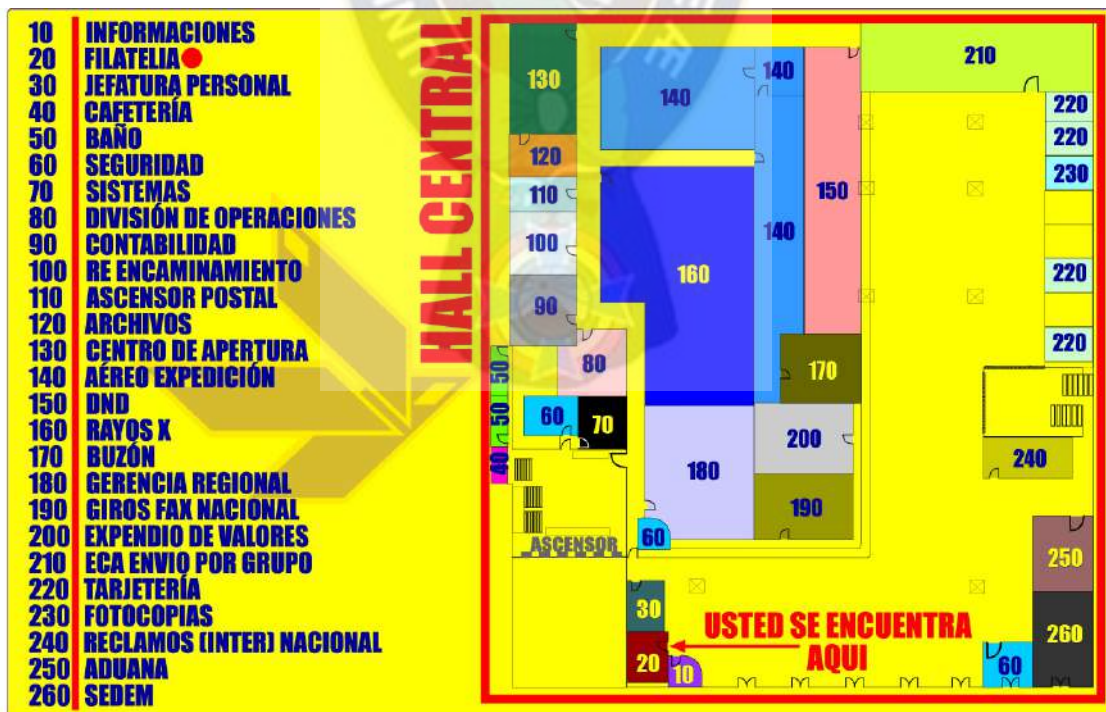 10 INFORMACIONES
20 FILATELIA
30 JEFATURA PERSONAL
40 CAFETERÍA
50 BAÑO
60 SEGURIDAD
70 SISTEMAS
80 DIVISIÓN DE OPERACIONES
90 CONTABILIDAD
100 RE ENCAMINAMIENTO
110 ASCENSOR POSTAL
120 ARCHIVOS
130 CENTRO DE APERTURA
140 AÉREO EXPEDICIÓN
150 DND
160 RAYOS X
170 BUZÓN
180 GERENCIA REGIONAL
190 GIROS FAX NACIONAL
200 EXPENDIO DE VALORES
210 ECA ENVIO POR GRUPO
220 TARJETERÍA
230 FOTOCOPIAS
240 RECLAMOS (INTER) NACIONAL
250 ADUANA
260 SEDEM
HALL CENTRAL
130
120
110
100
90
80
50
50
40
60
70
ASCENSOR
140
140
140
150
160
170
180
200
190
60
210
220
220
230
220
220
240
250
260
60
30
20
10
USTED SE ENCUENTRA
AQUI